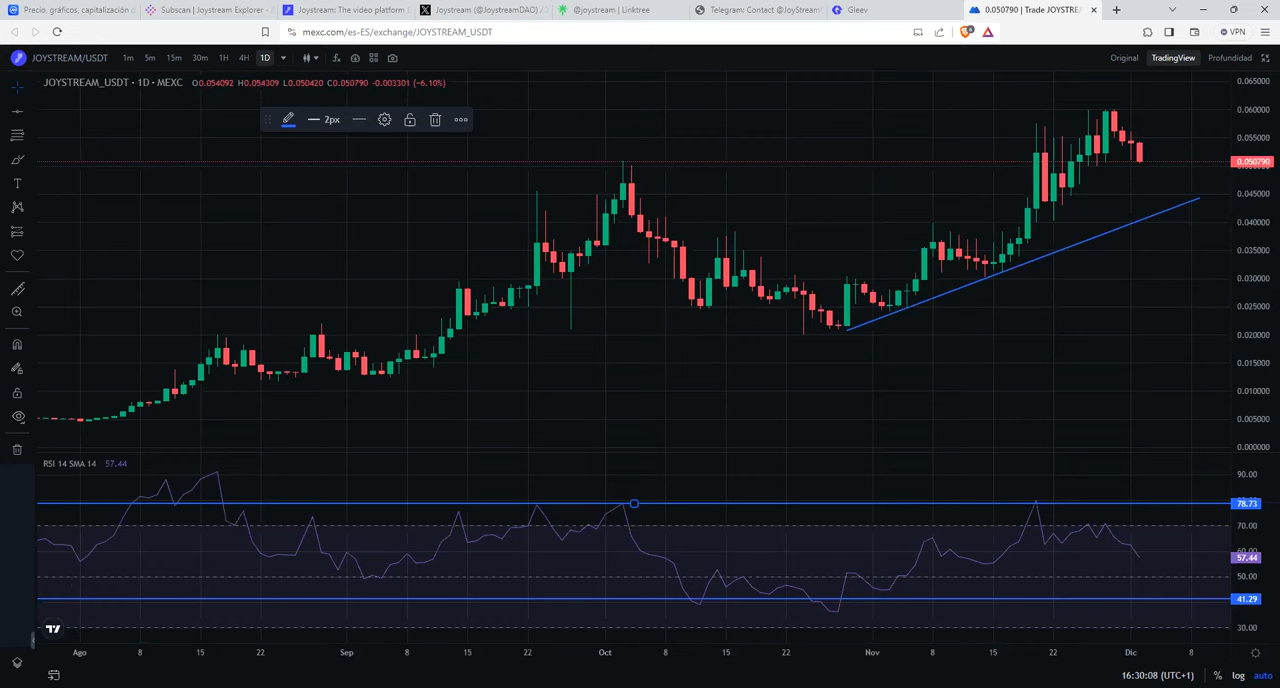 Precio, gráficos, capitalización d
Subscan | Joystream Explorer -
Joystream: The video platform (
Joystream (@JoystreamDAO) /
@joystream | Linktree
Telegram: Contact @JoyStreamC
Gleev
0.050790 | Trade JOYSTRE
mexc.com/es-ES/exchange/JOYSTREAM_USDT
VPN
JOYSTREAM/USDT 1m 5m 15m 30m 1H 4H 1D
Original TradingView Profundidad
JOYSTREAM_USDT · 1D · MEXC O0.054092 H0.054309 L0.050420 C0.050790 -0.003301 (-6.10%)
2px
0.065000
0.060000
0.055000
0.050790
0.045000
0.040000
0.035000
0.030000
0.025000
0.020000
0.015000
0.010000
0.005000
0.000000
RSI 14 SMA 14 57.44
90.00
78.73
70.00
57.44
50.00
41.29
30.00
Ago 8 15 22 Sep 8 15 22 Oct 8 15 22 Nov 8 15 22 Dic 8
16:30:08 (UTC+1) % log auto